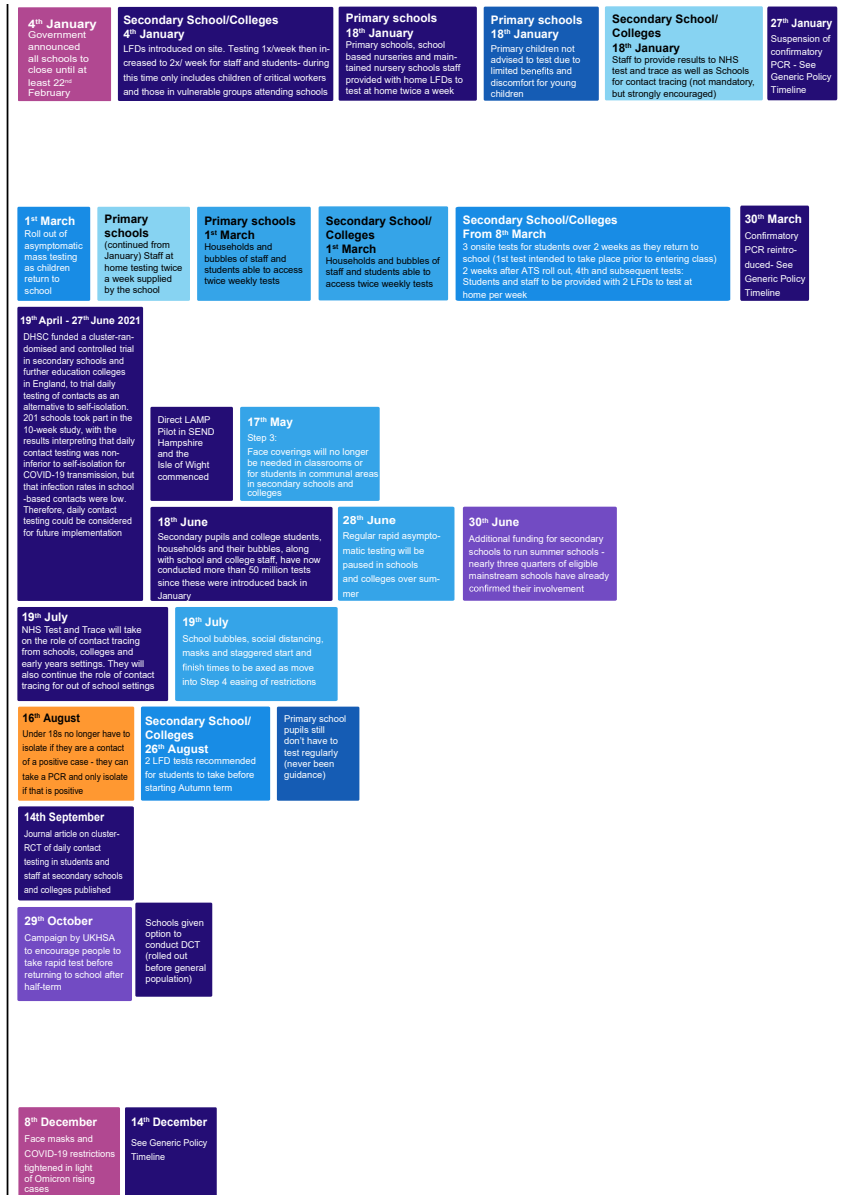 4th January
Government
announced
all schools to
close until at
least 22nd
February
Secondary School/Colleges
4th January
LFDs introduced on site. Testing 1x/week then in-
creased to 2x/ week for staff and students- during
this time only includes children of critical workers
and those in vulnerable groups attending schools
Primary schools
18th January
Primary schools, school
based nurseries and main-
tained nursery schools staff
provided with home LFDs to
test at home twice a week
Primary schools
18th January
Primary children not
advised to test due to
limited benefits and
discomfort for young
children
Secondary School/
Colleges
18th January
Staff to provide results to NHS
test and trace as well as Schools
for contact tracing (not mandatory,
but strongly encouraged)
27th January
Suspension of
confirmatory
PCR - See
Generic Policy
Timeline
1st March
Roll out of
asymptomatic
mass testing
as children
return to
school
Primary
schools
(continued from
January) Staff at
home testing twice
a week supplied
by the school
Primary schools
1st March
Households and
bubbles of staff and
students able to access
twice weekly tests
Secondary School/
Colleges
1st March
Households and bubbles of
staff and students able to
access twice weekly tests
Secondary School/Colleges
From 8th March
3 onsite tests for students over 2 weeks as they return to
school (1st test intended to take place prior to entering class)
2 weeks after ATS roll out, 4th and subsequent tests:
Students and staff to be provided with 2 LFDs to test at
home per week
30th March
Confirmatory
PCR reintro-
duced- See
Generic Policy
Timeline
19th April - 27th June 2021
DHSC funded a cluster-ran-
domised and controlled trial
in secondary schools and
further education colleges
in England, to trial daily
testing of contacts as an
alternative to self-isolation.
201 schools took part in the
10-week study, with the
results interpreting that daily
contact testing was non-
inferior to self-isolation for
COVID-19 transmission, but
that infection rates in school
-based contacts were low.
Therefore, daily contact
testing could be considered
for future implementation
Direct LAMP
Pilot in SEND
Hampshire
and the
Isle of Wight
commenced
17th May
Step 3:
Face coverings will no longer
be needed in classrooms or
for students in communal areas
in secondary schools and
colleges
18th June
Secondary pupils and college students,
households and their bubbles, along
with school and college staff, have now
conducted more than 50 million tests
since these were introduced back in
January
28th June
Regular rapid asympto-
matic testing will be
paused in schools
and colleges over sum-
mer
30th June
Additional funding for secondary
schools to run summer schools -
nearly three quarters of eligible
mainstream schools have already
confirmed their involvement
19th July
NHS Test and Trace will take
on the role of contact tracing
from schools, colleges and
early years settings. They will
also continue the role of contact
tracing for out of school settings
19th July
School bubbles, social distancing,
masks and staggered start and
finish times to be axed as move
into Step 4 easing of restrictions
16th August
Under 18s no longer have to
isolate if they are a contact
of a positive case - they can
take a PCR and only isolate
if that is positive
Secondary School/
Colleges
26th August
2 LFD tests recommended
for students to take before
starting Autumn term
Primary school
pupils still
don't have to
test regularly
(never been
guidance)
14th September
Journal article on cluster-
RCT of daily contact
testing in students and
staff at secondary schools
and colleges published
29th October
Campaign by UKHSA
to encourage people to
take rapid test before
returning to school after
half-term
Schools given
option to
conduct DCT
(rolled out
before general
population)
8th December
Face masks and
COVID-19 restrictions
tightened in light
of Omicron rising
cases
14th December
See Generic Policy
Timeline